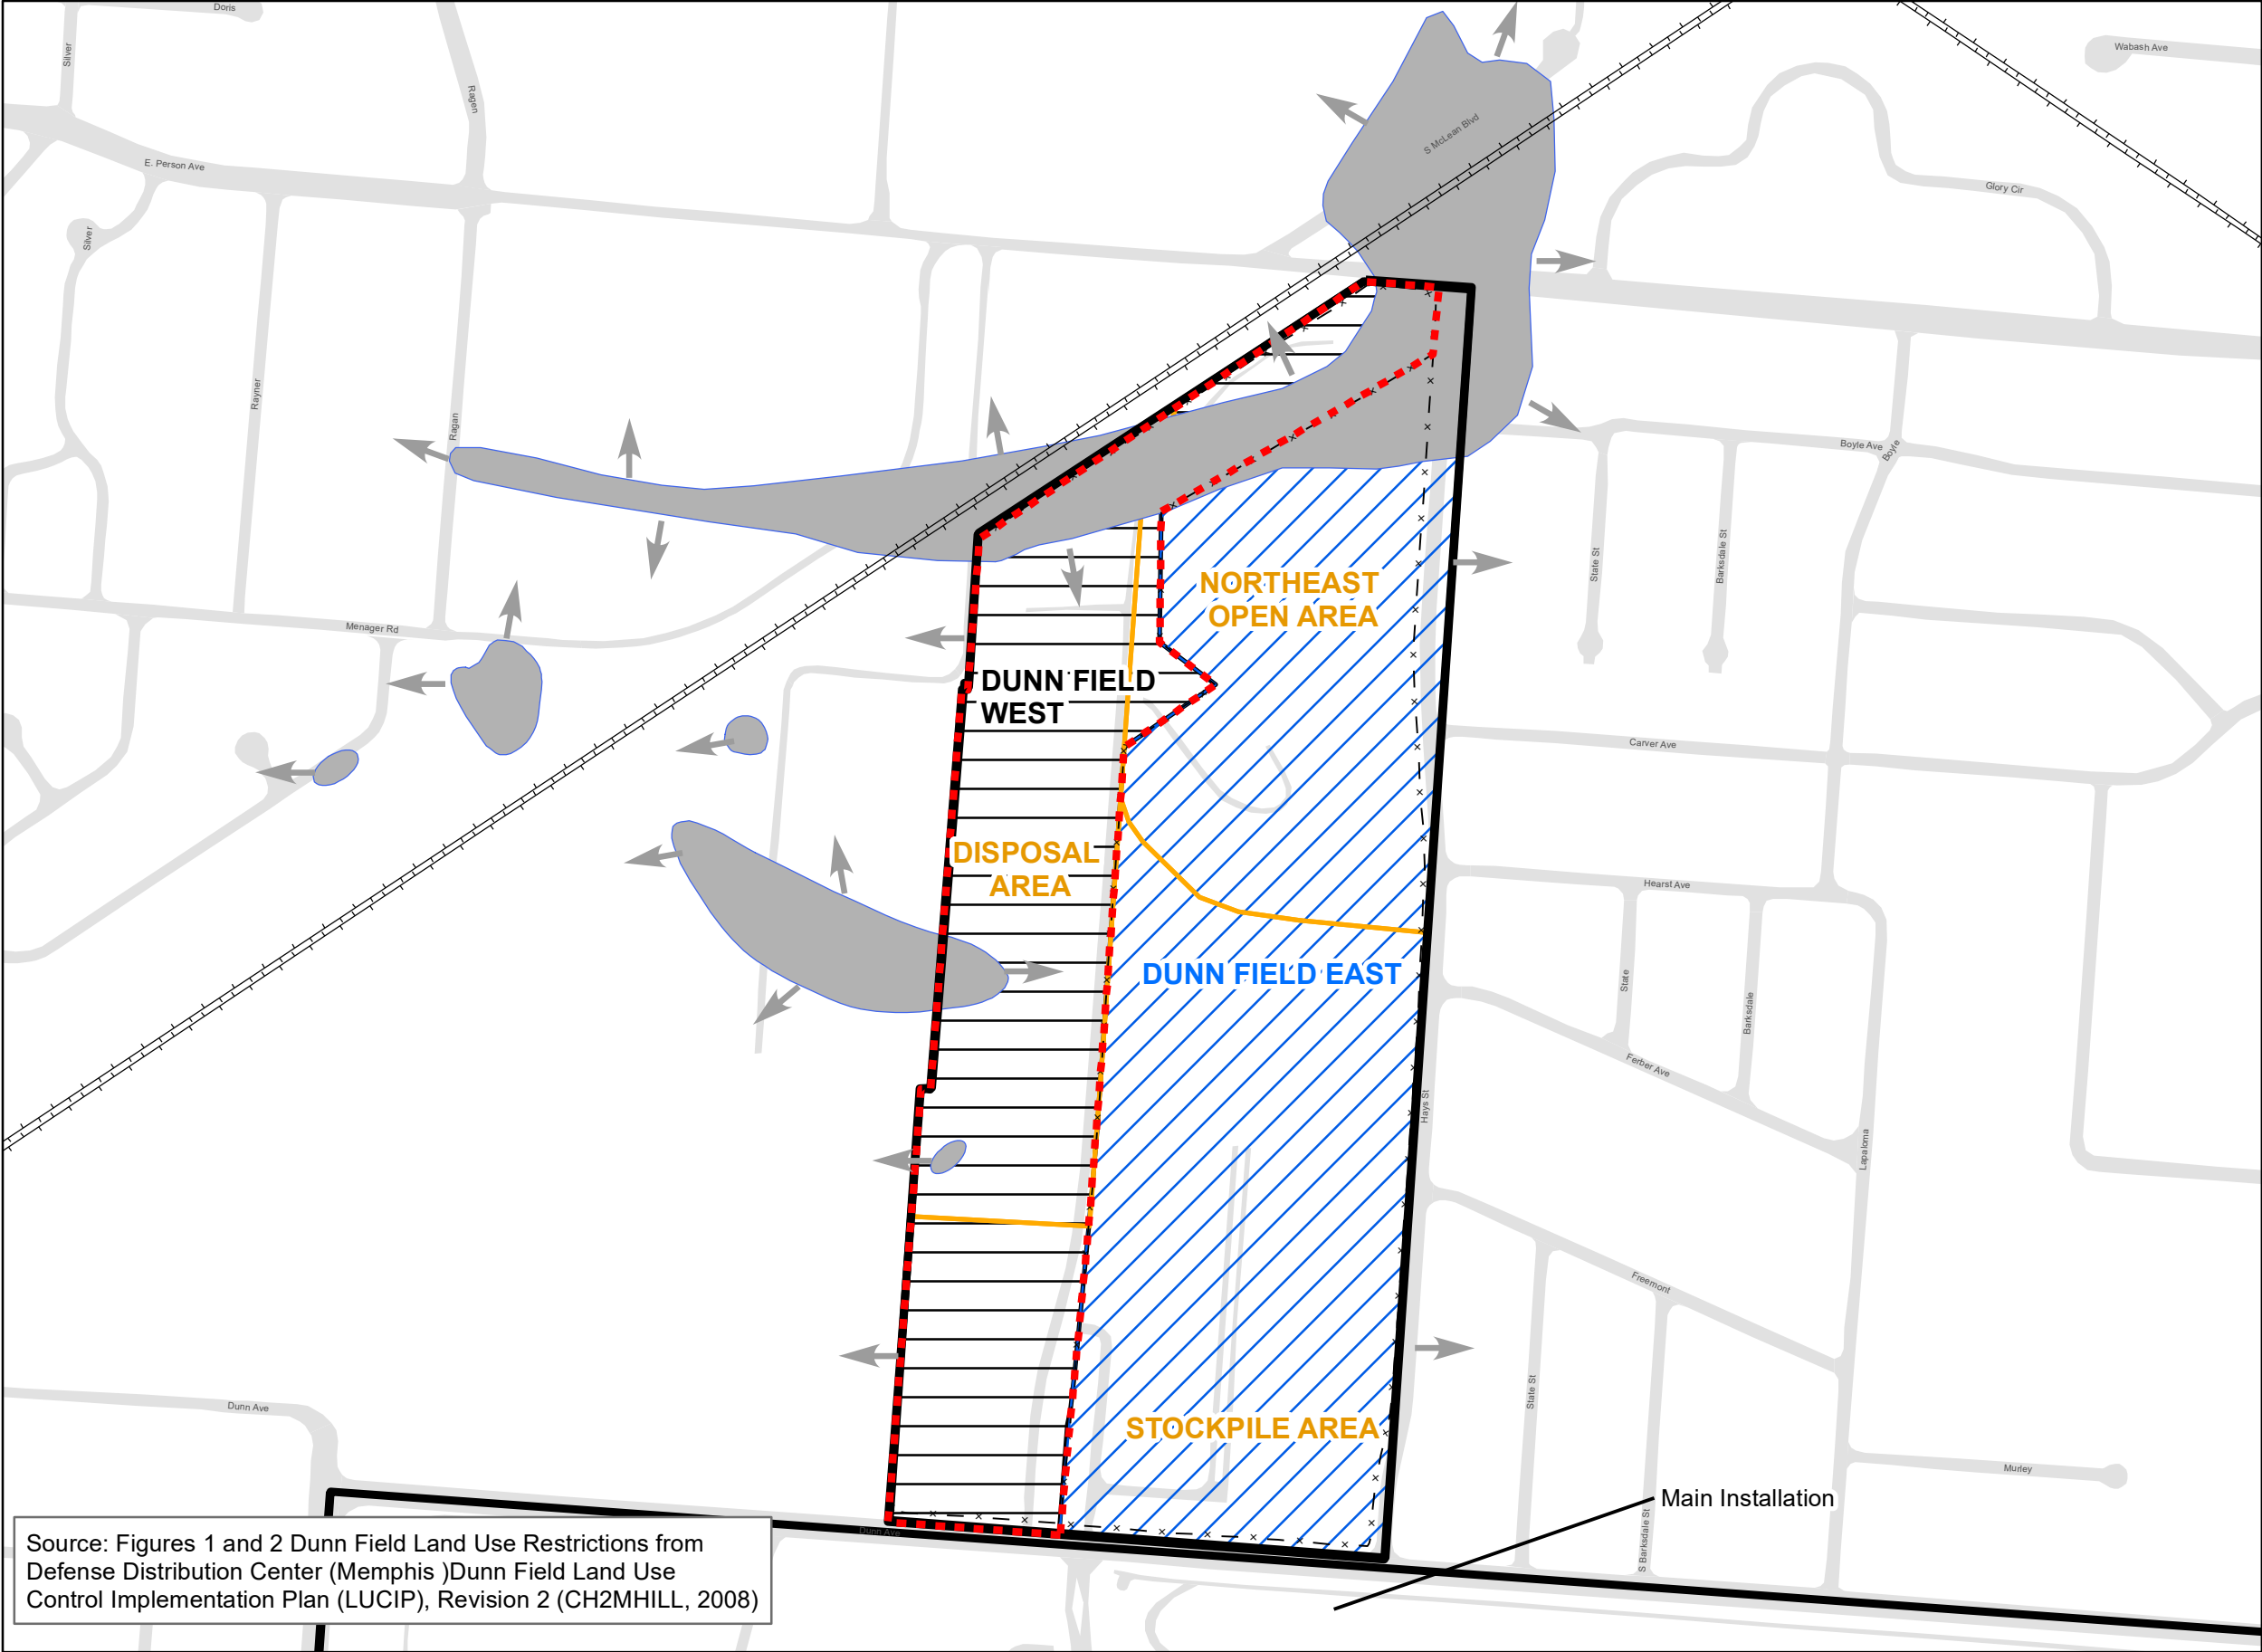 Doris
Silver
Ragen
Wabash Ave
S McLean Blvd
E. Person Ave
Glory Cir
Silver
Rayner
Ragan
Boyle Ave
Boyle
State St
Barksdale St
NORTHEAST
OPEN AREA
Menager Rd
DUNN FIELD
WEST
Carver Ave
DISPOSAL
AREA
Hearst Ave
DUNN FIELD EAST
State
Barksdale
Ferber Ave
Hays St
Lapaloma
Freemont
State St
Dunn Ave
STOCKPILE AREA
Murley
Main Installation
S Barksdale St
Dunn Ave
Source: Figures 1 and 2 Dunn Field Land Use Restrictions from
Defense Distribution Center (Memphis )Dunn Field Land Use
Control Implementation Plan (LUCIP), Revision 2 (CH2MHILL, 2008)